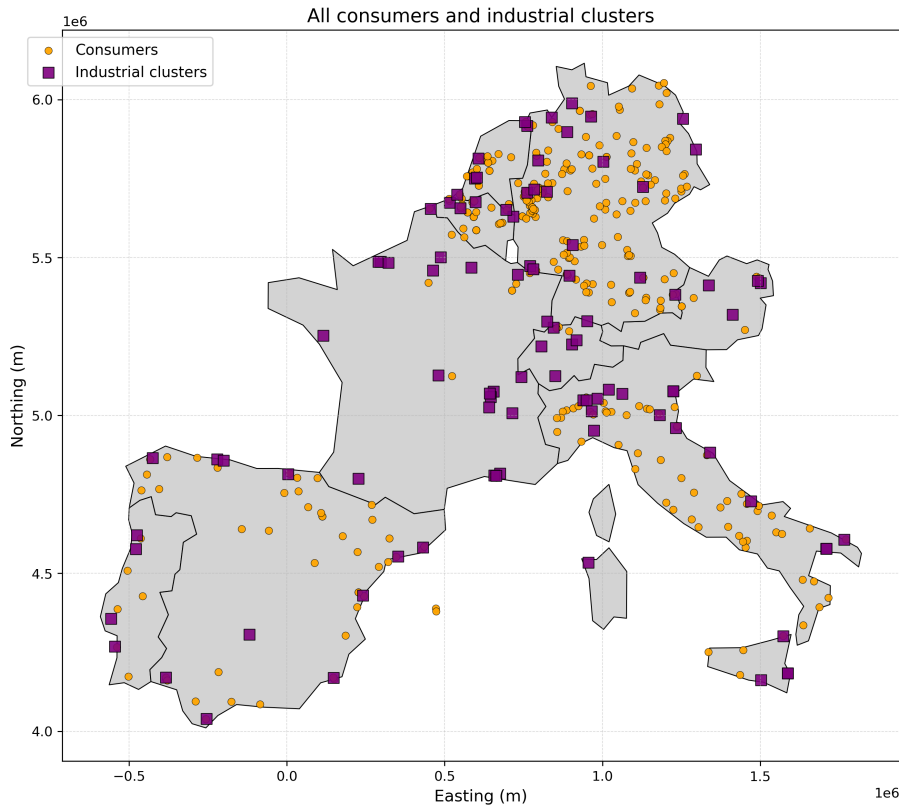 All consumers and industrial clusters
1e6
Consumers
Industrial clusters
6.0
5.5
5.0
4.5
4.0
Northing (m)
−0.5
0.0
0.5
1.0
1.5
1e6
Easting (m)